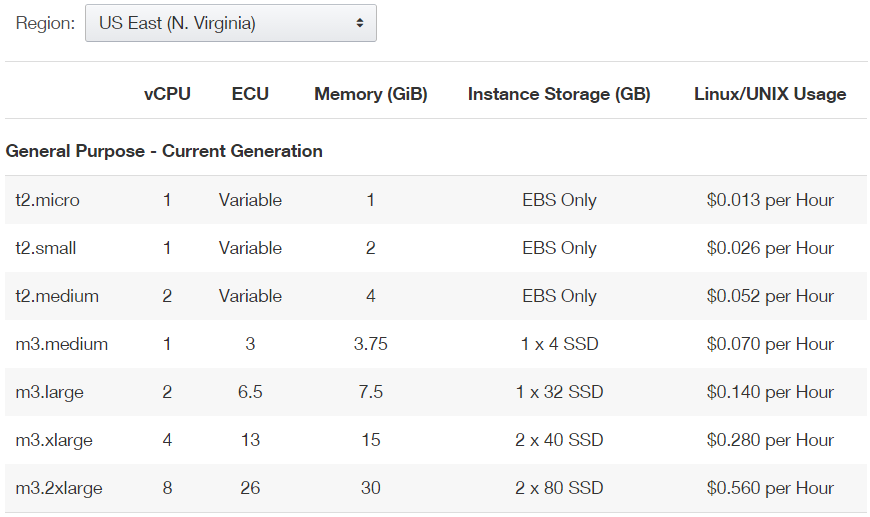 Region: US East (N. Virginia)
vCPU ECU Memory (GiB) Instance Storage (GB) Linux/UNIX Usage
General Purpose - Current Generation
t2.micro 1 Variable 1 EBS Only $0.013 per Hour
t2.small 1 Variable 2 EBS Only $0.026 per Hour
t2.medium 2 Variable 4 EBS Only $0.052 per Hour
m3.medium 1 3 3.75 1 x 4 SSD $0.070 per Hour
m3.large 2 6.5 7.5 1 x 32 SSD $0.140 per Hour
m3.xlarge 4 13 15 2 x 40 SSD $0.280 per Hour
m3.2xlarge 8 26 30 2 x 80 SSD $0.560 per Hour